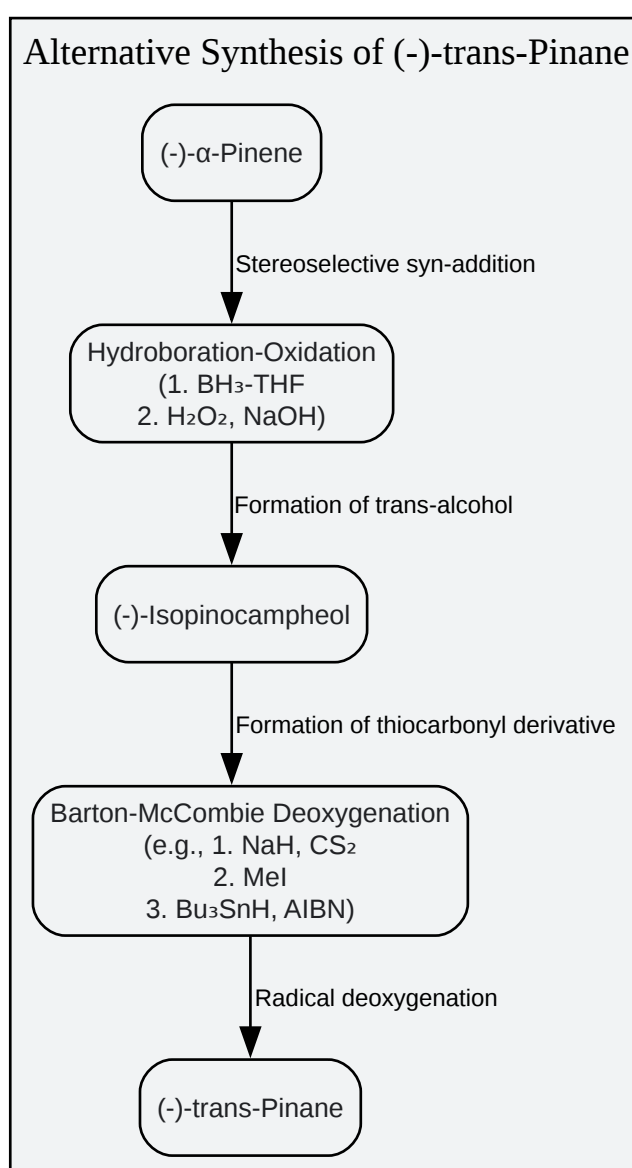 Alternative Synthesis of (-)-trans-Pinane
(-)-α-Pinene
Stereoselective syn-addition
Hydroboration-Oxidation
(1. BH₃-THF
2. H₂O₂, NaOH)
Formation of trans-alcohol
(-)-Isopinocampheol
Formation of thiocarbonyl derivative
Barton-McCombie Deoxygenation
(e.g., 1. NaH, CS₂
2. MeI
3. Bu₃SnH, AIBN)
Radical deoxygenation
(-)-trans-Pinane